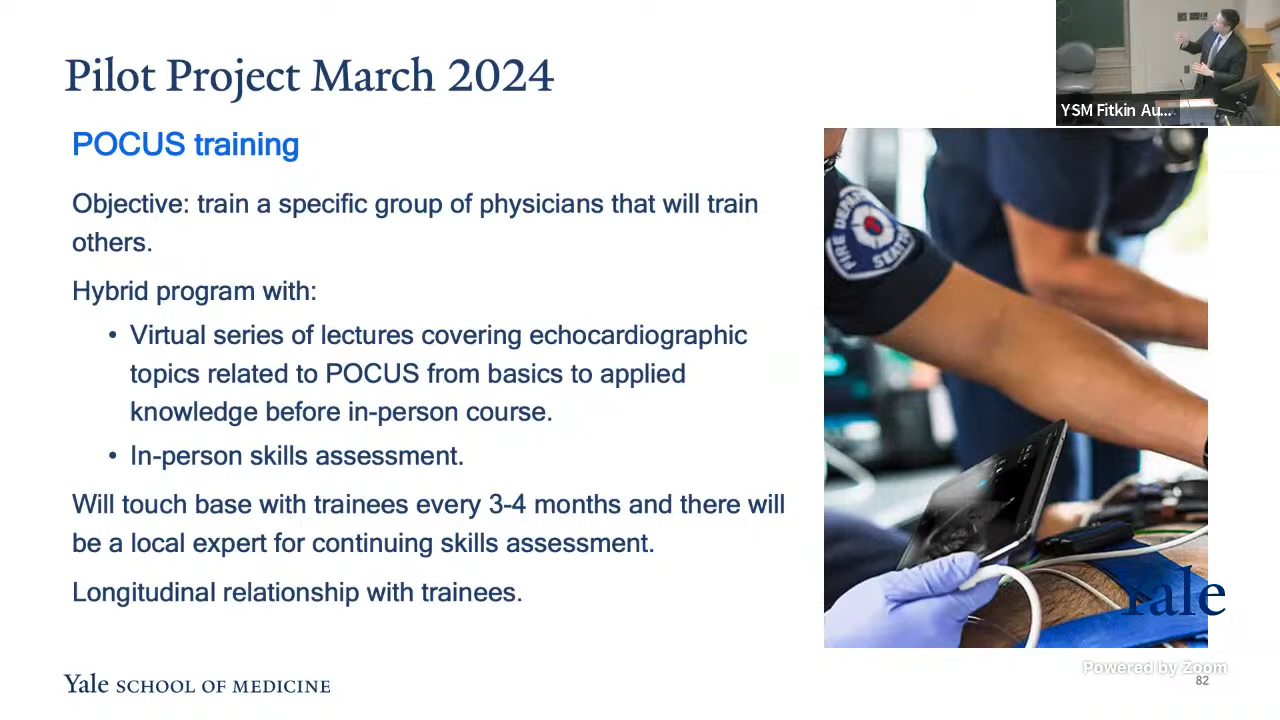 Pilot Project March 2024
YSM Fitkin Au...
POCUS training
Objective: train a specific group of physicians that will train
others.
Hybrid program with:
• Virtual series of lectures covering echocardiographic
topics related to POCUS from basics to applied
knowledge before in-person course.
• In-person skills assessment.
Will touch base with trainees every 3-4 months and there will
be a local expert for continuing skills assessment.
Longitudinal relationship with trainees.
FIRE DEPA
SEATTL
Yale
Powered by Zoom
Yale SCHOOL OF MEDICINE
82